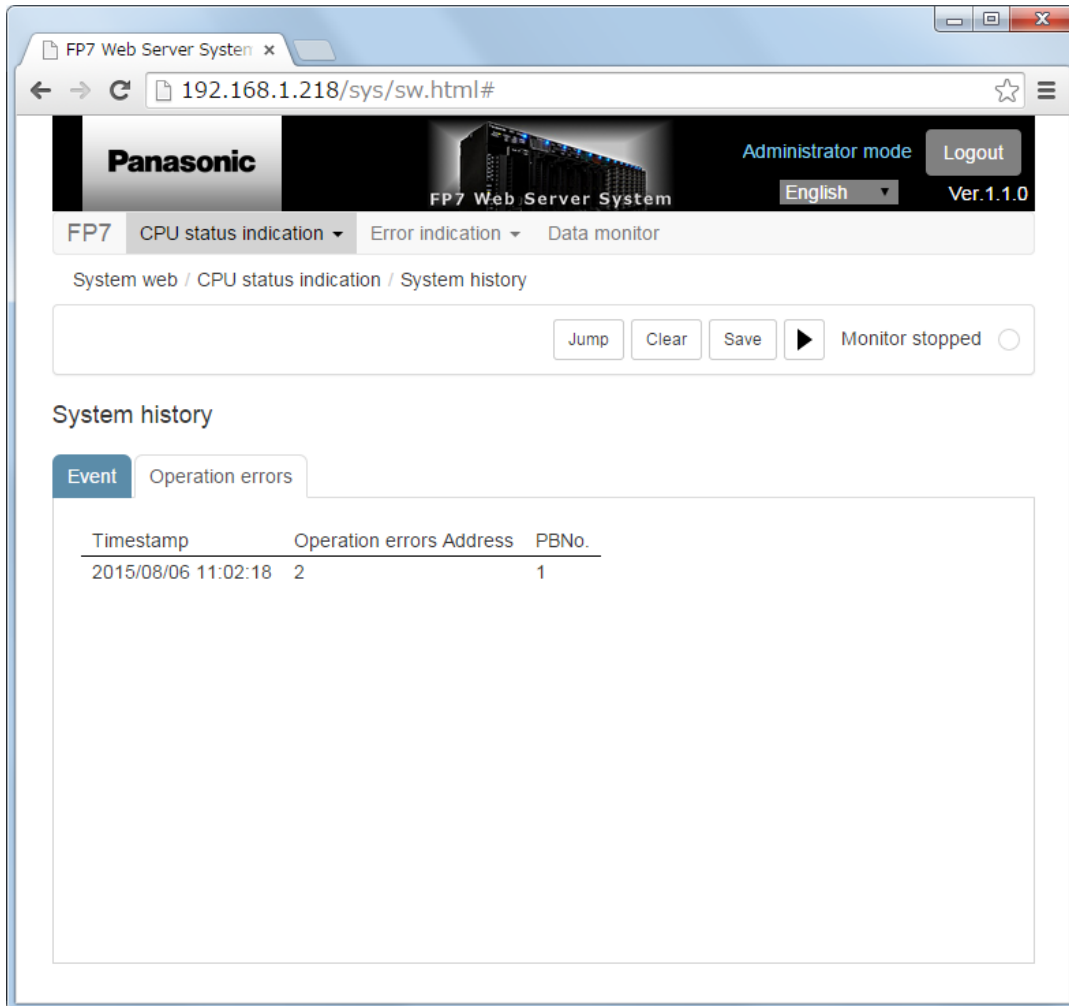 FP7 Web Server System
192.168.1.218/sys/sw.html#
Panasonic
FP7 Web Server System
Administrator mode
Logout
English
Ver.1.1.0
FP7 CPU status indication Error indication Data monitor
System web / CPU status indication / System history
Jump Clear Save Monitor stopped
System history
Event Operation errors
Timestamp Operation errors Address PBNo.
2015/08/06 11:02:18 2 1